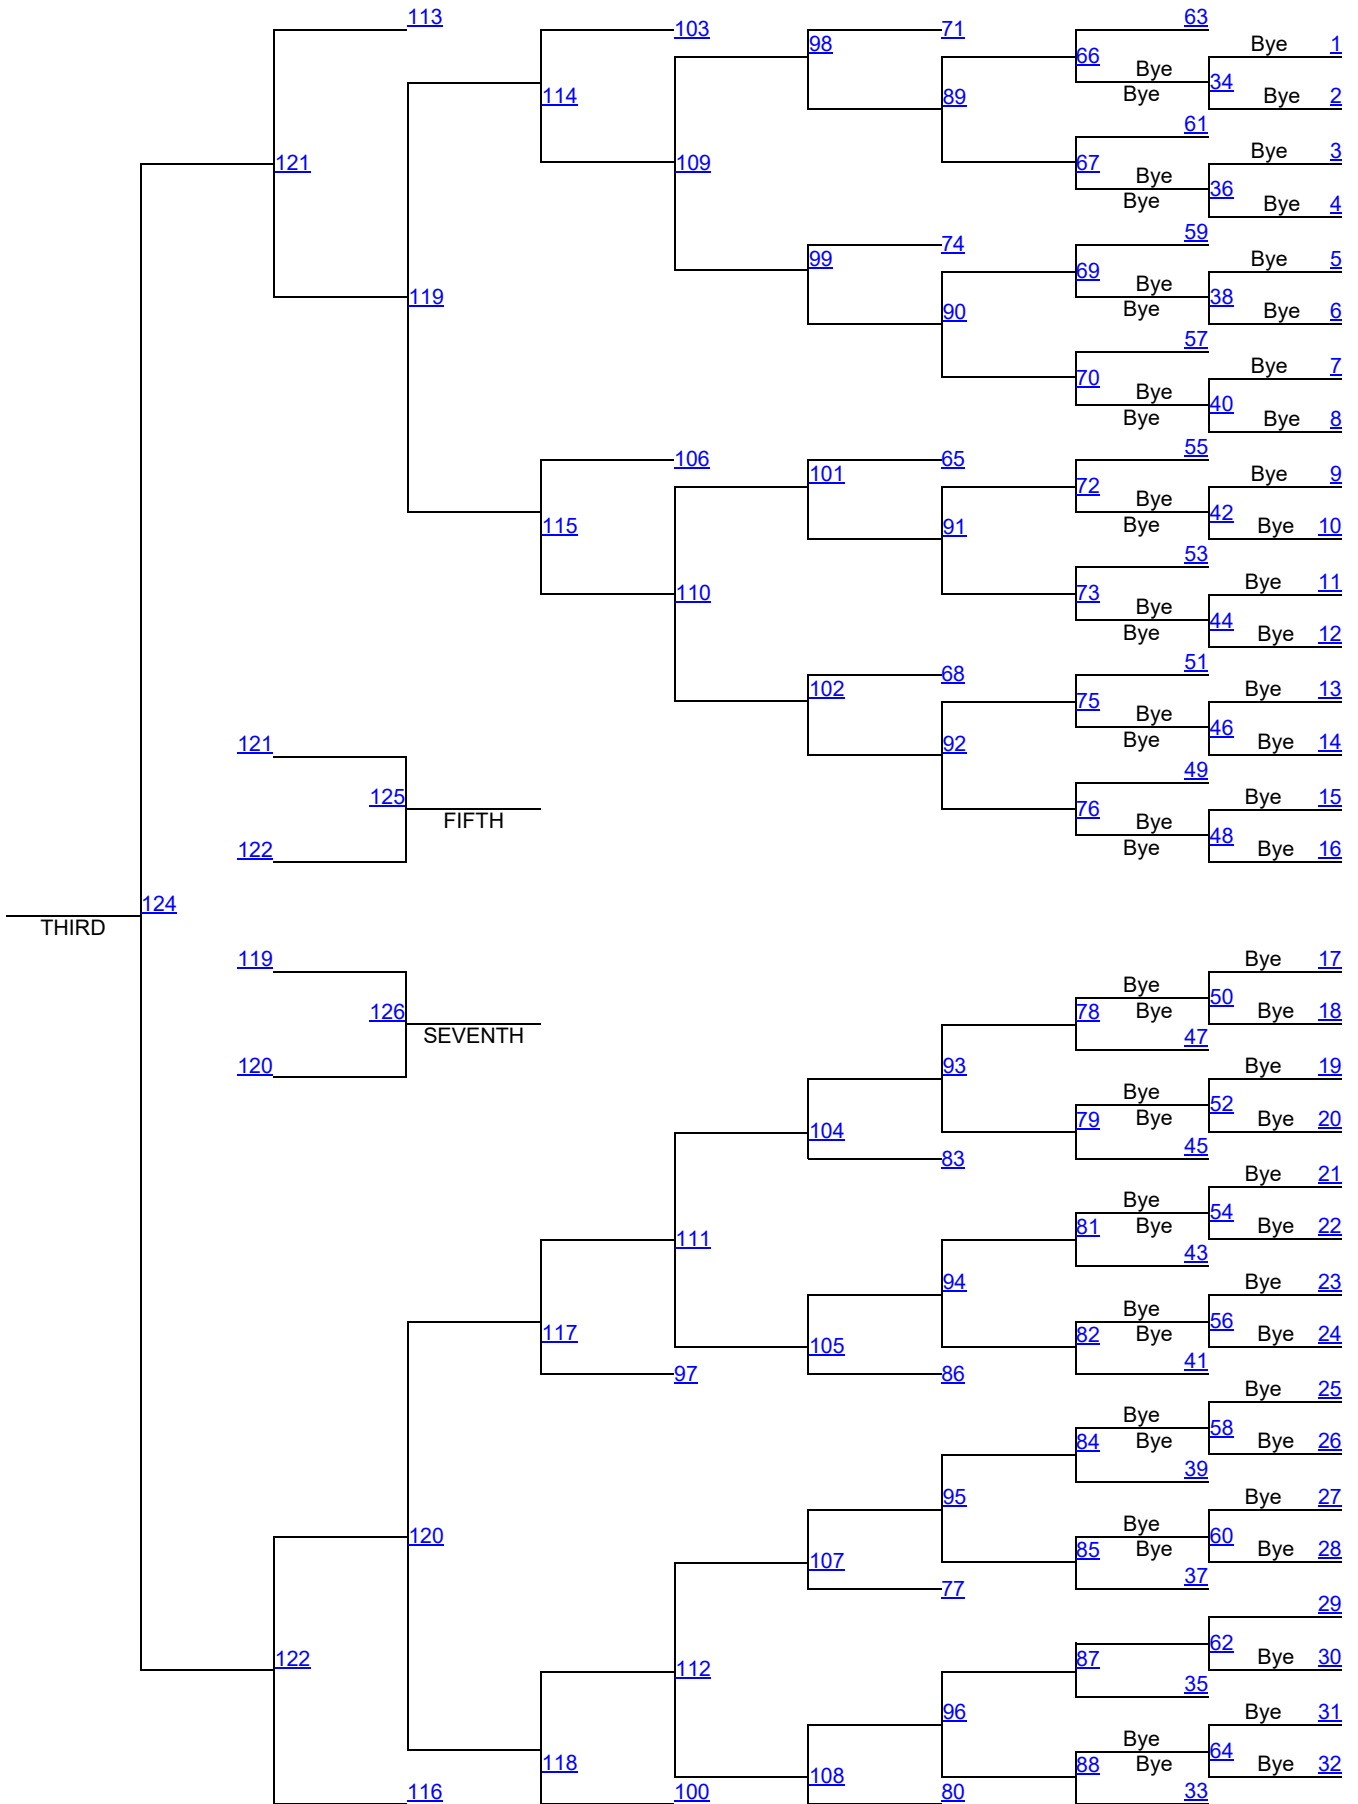 113 103 71 63
98 Bye 1
66 Bye 34
114 89 Bye Bye 2
61
121 109 67 Bye 3
Bye 36
Bye Bye 4
74 59
99 69 Bye 5
119 Bye 38
90 Bye Bye 6
57
70 Bye 7
Bye 40
Bye Bye 8
106 65 55
101 72 Bye 9
Bye 42
115 91 Bye Bye 10
53
110 73 Bye 11
Bye 44
Bye Bye 12
68 51
102 75 Bye 13
Bye 46
121 92 Bye Bye 14
49
125 76 Bye 15
FIFTH Bye 48
122 Bye Bye 16
124
THIRD
119 Bye 17
Bye 50
126 78 Bye Bye 18
SEVENTH 47
120 93 Bye 19
Bye 52
104 79 Bye Bye 20
83 45
Bye 21
Bye 54
111 81 Bye Bye 22
43
94 Bye 23
Bye 56
117 105 82 Bye Bye 24
97 86 41
Bye 25
Bye 58
84 Bye Bye 26
39
95 Bye 27
Bye 60
120 107 85 Bye Bye 28
77 37
29
62
122 112 87 Bye 30
35
96 Bye 31
Bye 64
118 108 88 Bye Bye 32
116 100 80 33